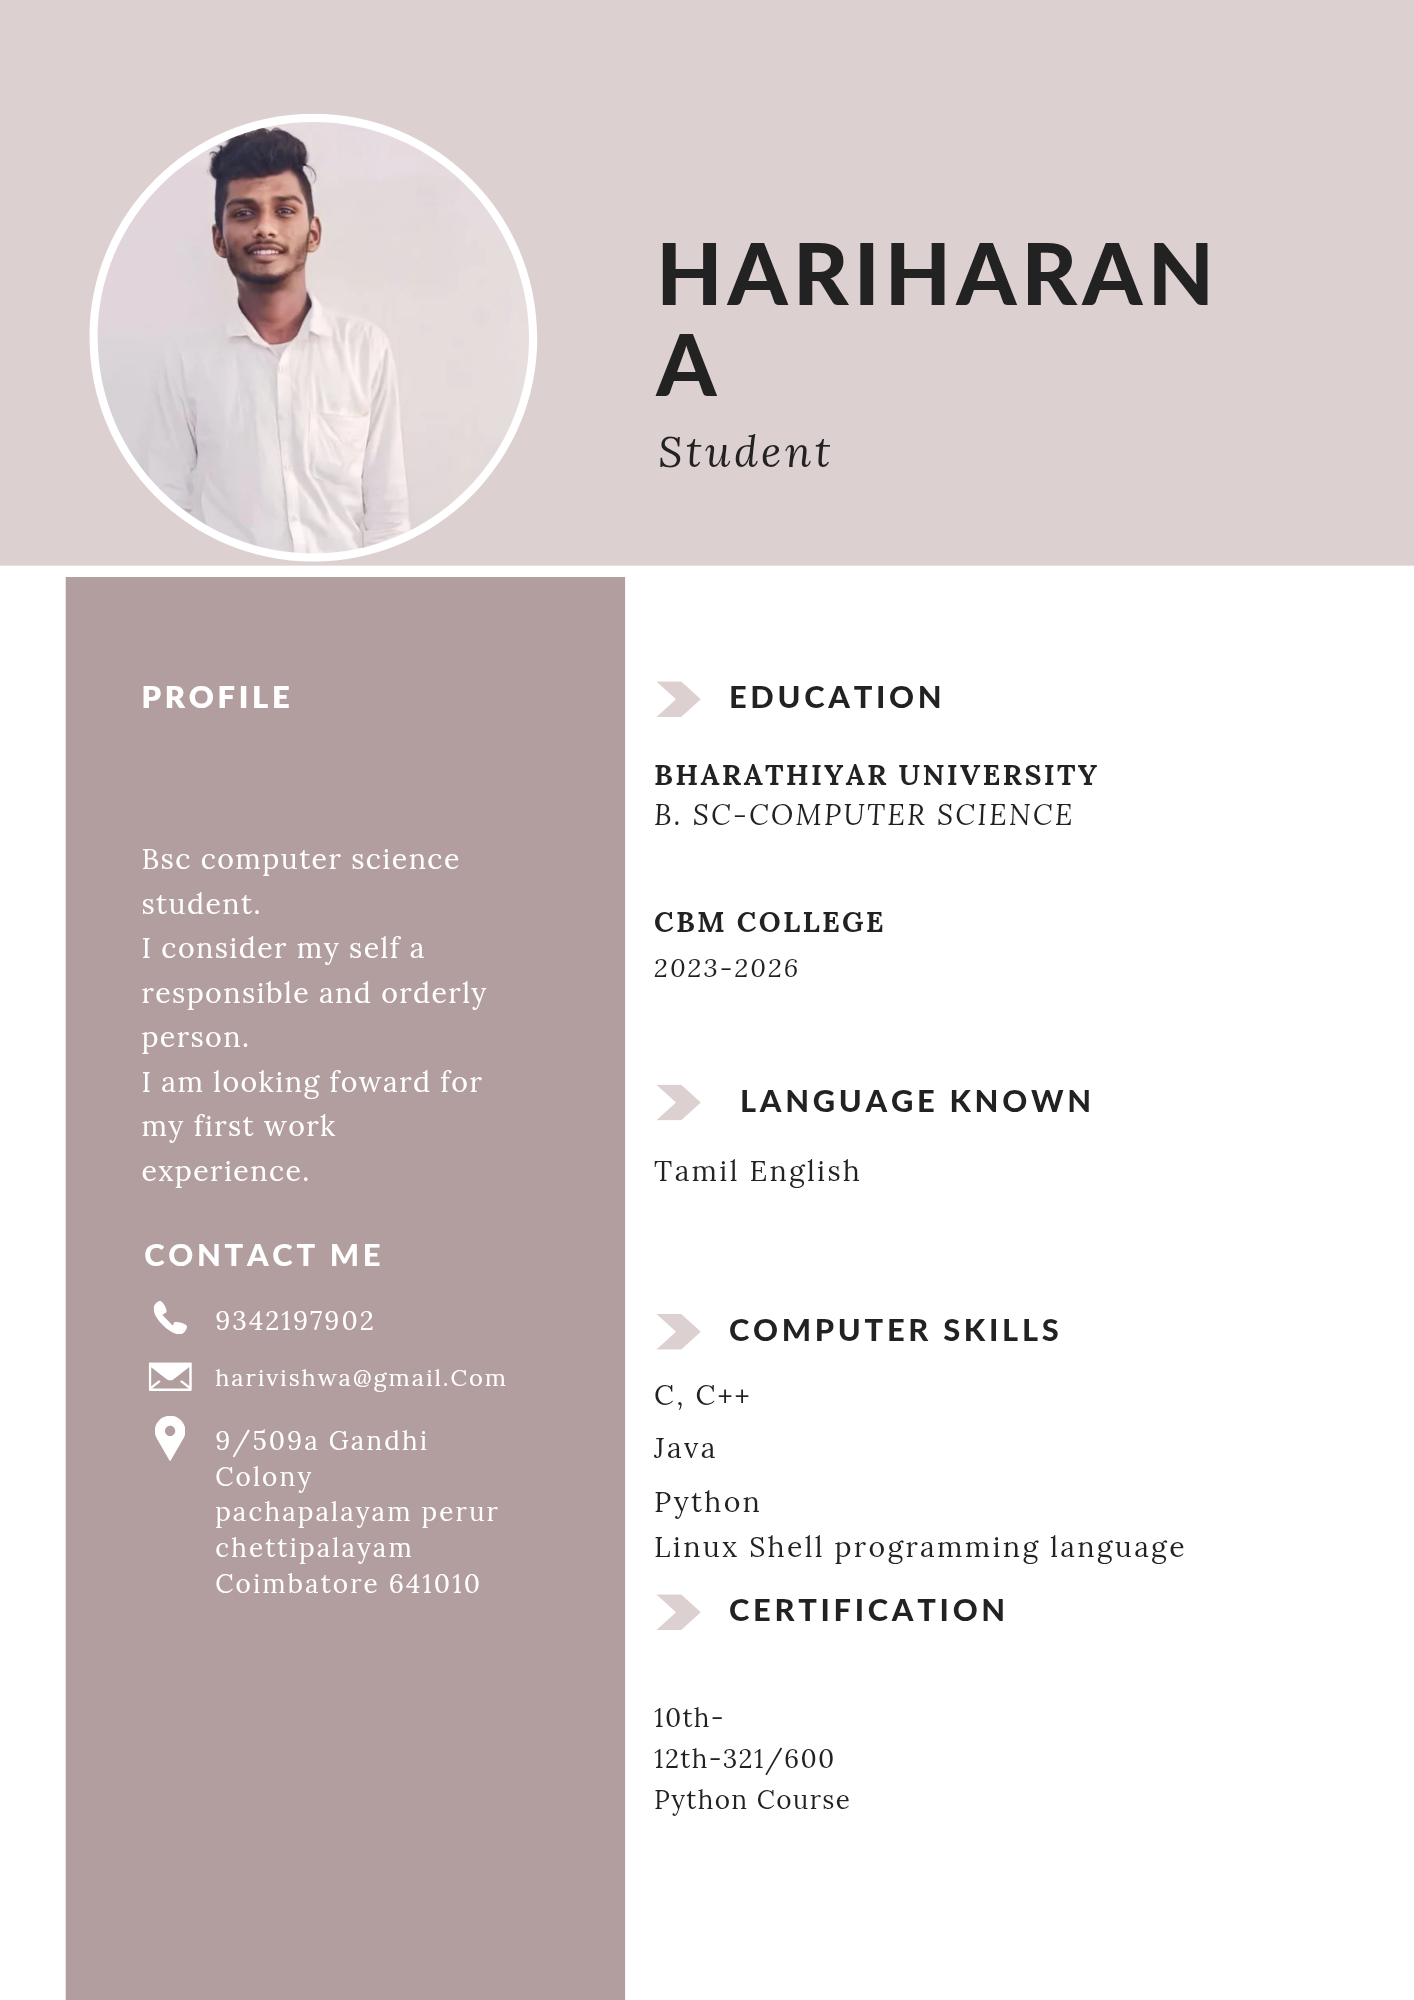 HARIHARAN
A
Student
PROFILE
Bsc computer science
student.
I consider my self a
responsible and orderly
person.
I am looking foward for
my first work
experience.
CONTACT ME
9342197902
harivishwa@gmail.Com
9/509a Gandhi
Colony
pachapalayam perur
chettipalayam
Coimbatore 641010
EDUCATION
BHARATHIYAR UNIVERSITY
B. SC-COMPUTER SCIENCE
CBM COLLEGE
2023-2026
LANGUAGE KNOWN
Tamil English
COMPUTER SKILLS
C, C++
Java
Python
Linux Shell programming language
CERTIFICATION
10th-
12th-321/600
Python Course